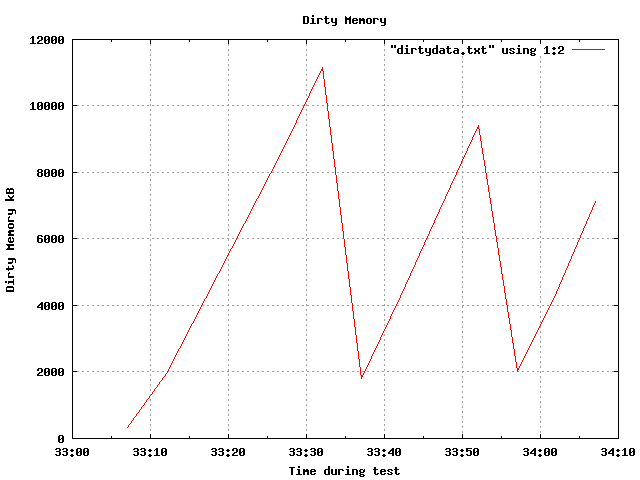 Dirty Memory
"dirtydata.txt" using 1:2
12000
10000
8000
6000
4000
2000
0
Dirty Memory kB
33:00 33:10 33:20 33:30 33:40 33:50 34:00 34:10
Time during test